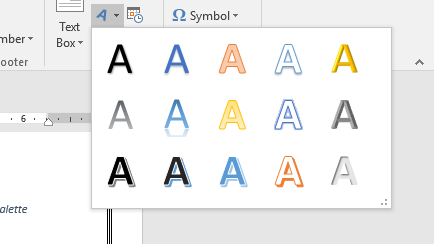 Text
Box
Symbol
mber
ooter
A A A A A
A A A A A
A A A A A
6
alette